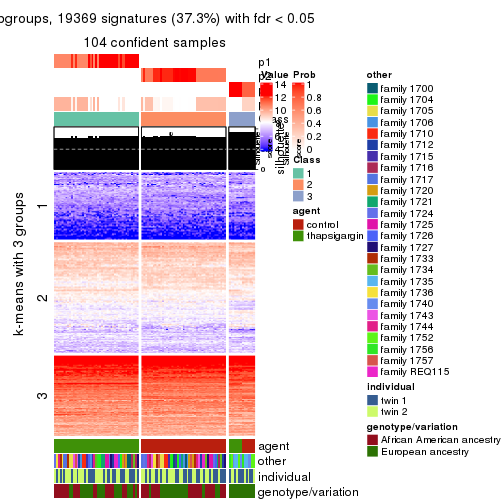 ogroups, 19369 signatures (37.3%) with fdr < 0.05
104 confident samples
p1
p2
Value
14
12
10
Prob
1
0.8
0.6
0.4
0.2
0
Class
1
2
3
agent
control
thapsigargin
k-means with 3 groups
1
2
3
agent
other
individual
genotype/variation
other
family 1700
family 1704
family 1705
family 1706
family 1710
family 1712
family 1715
family 1716
family 1717
family 1720
family 1721
family 1724
family 1725
family 1726
family 1727
family 1733
family 1734
family 1735
family 1736
family 1740
family 1743
family 1744
family 1752
family 1756
family 1757
family REQ115
individual
twin 1
twin 2
genotype/variation
African American ancestry
European ancestry